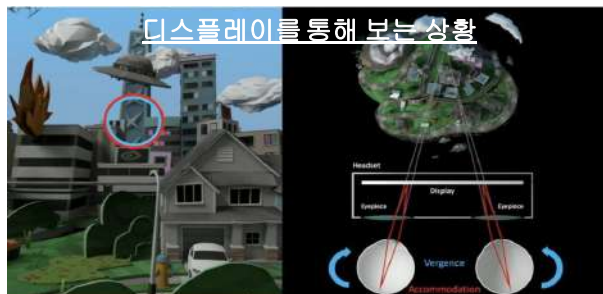 디스플레이를 통해 보는 상황
Headset
Display
Eyepiece
Eyepiece
Vergence
Accommodation